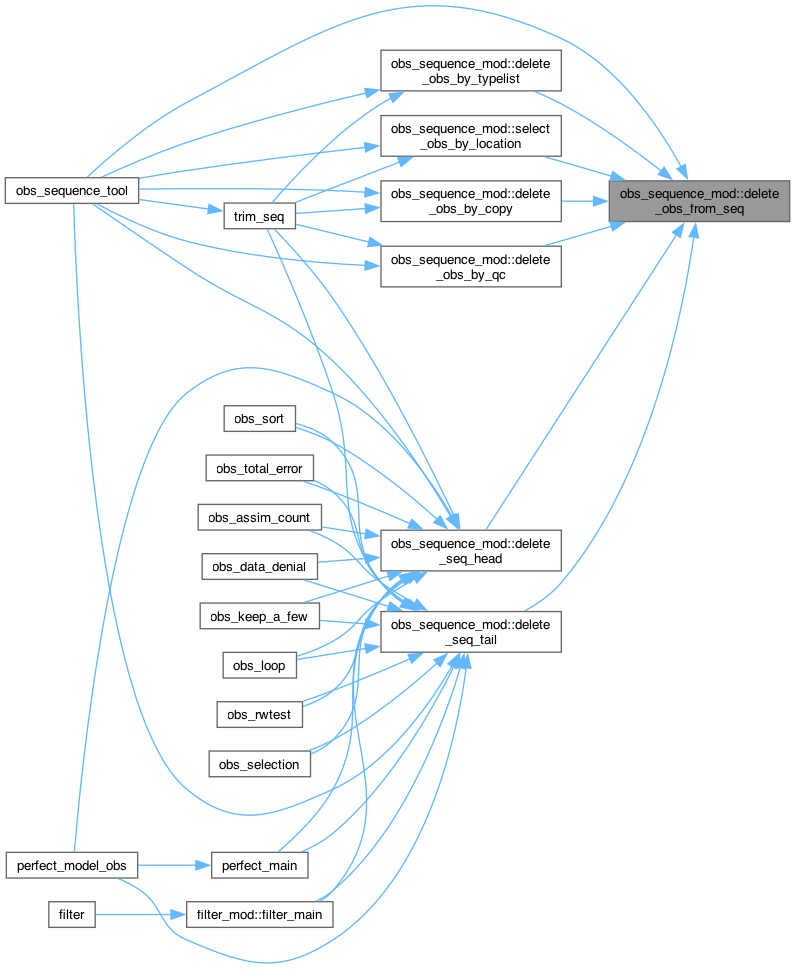 obs_sequence_mod::delete
_obs_by_typelist
obs_sequence_mod::select
_obs_by_location
obs_sequence_tool
obs_sequence_mod::delete
_obs_from_seq
trim_seq
obs_sequence_mod::delete
_obs_by_copy
obs_sequence_mod::delete
_obs_by_qc
obs_sort
obs_total_error
obs_assim_count
obs_sequence_mod::delete
_seq_head
obs_data_denial
obs_keep_a_few
obs_sequence_mod::delete
_seq_tail
obs_loop
obs_rwtest
obs_selection
perfect_model_obs
perfect_main
filter
filter_mod::filter_main